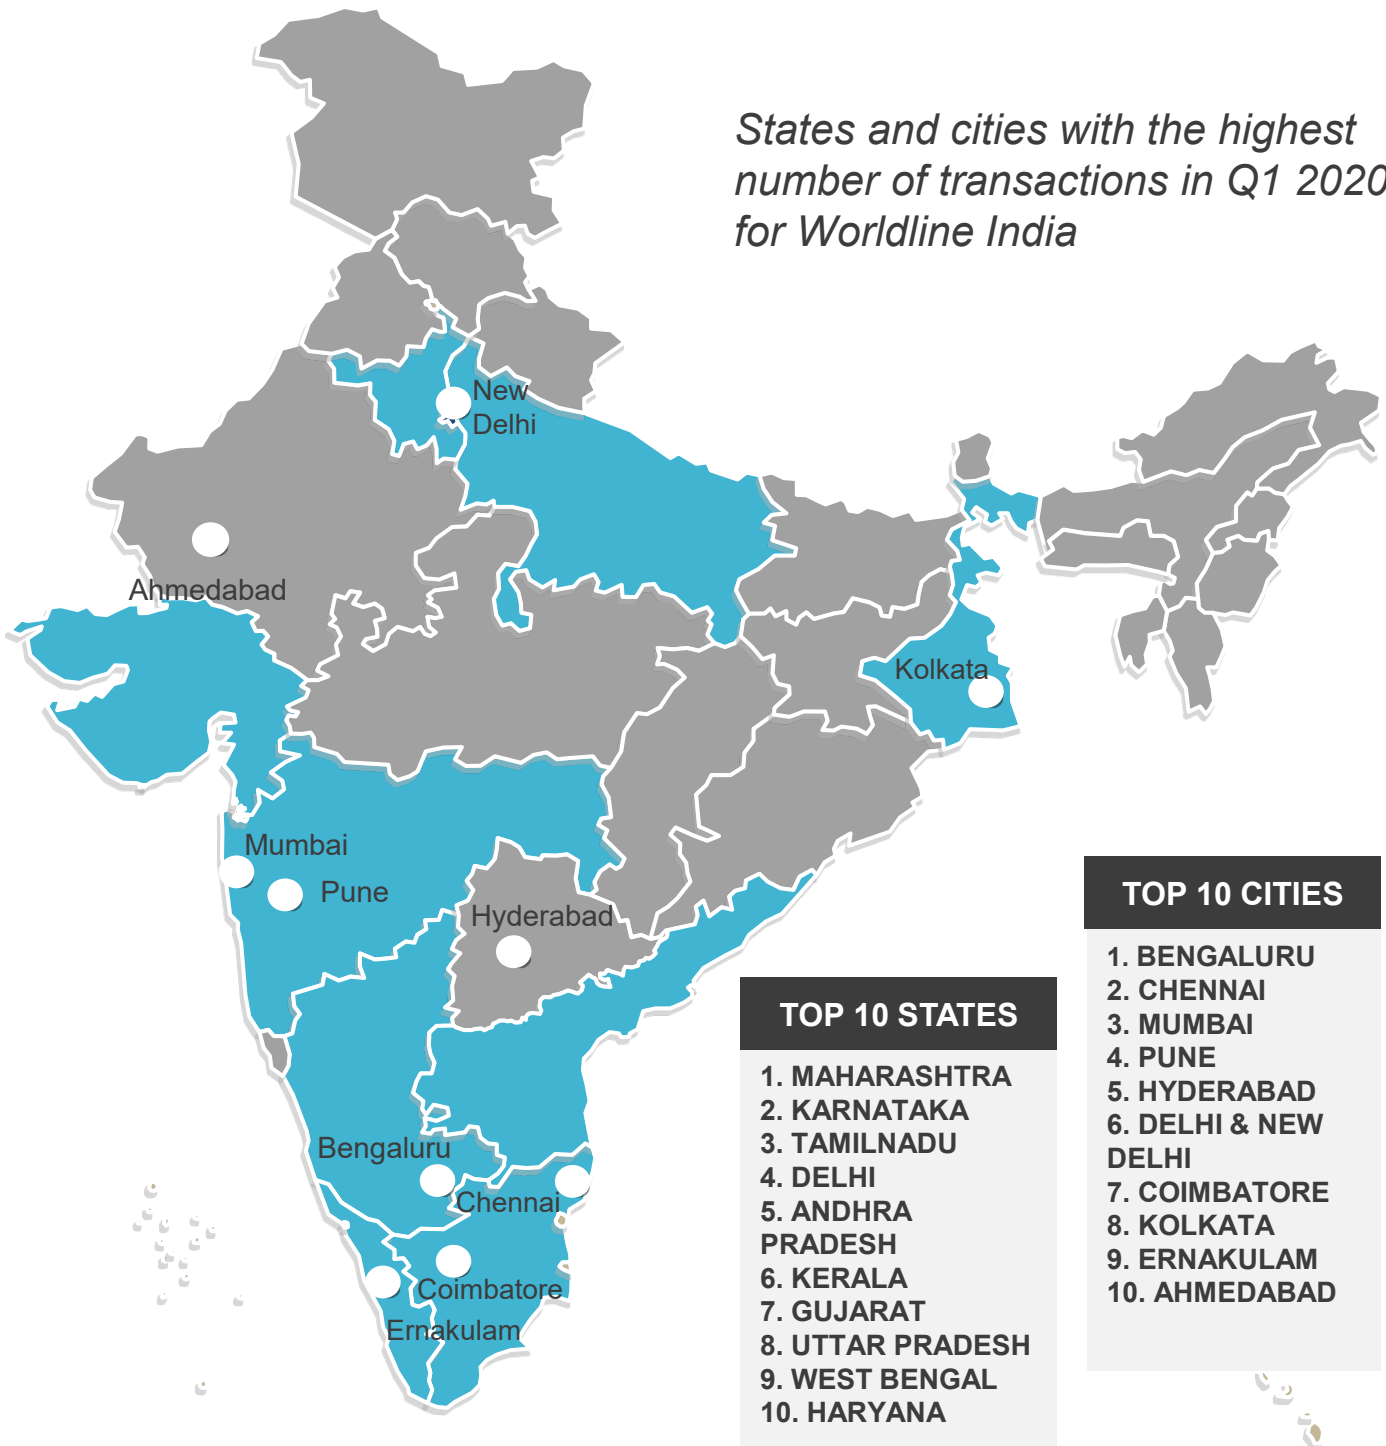 States and cities with the highest
number of transactions in Q1 2020
for Worldline India
New
Delhi
Ahmedabad
Kolkata
Mumbai
Pune
Hyderabad
Bengaluru
Chennai
Coimbatore
Ernakulam
TOP 10 STATES
1. MAHARASHTRA
2. KARNATAKA
3. TAMILNADU
4. DELHI
5. ANDHRA
PRADESH
6. KERALA
7. GUJARAT
8. UTTAR PRADESH
9. WEST BENGAL
10. HARYANA
TOP 10 CITIES
1. BENGALURU
2. CHENNAI
3. MUMBAI
4. PUNE
5. HYDERABAD
6. DELHI & NEW
DELHI
7. COIMBATORE
8. KOLKATA
9. ERNAKULAM
10. AHMEDABAD